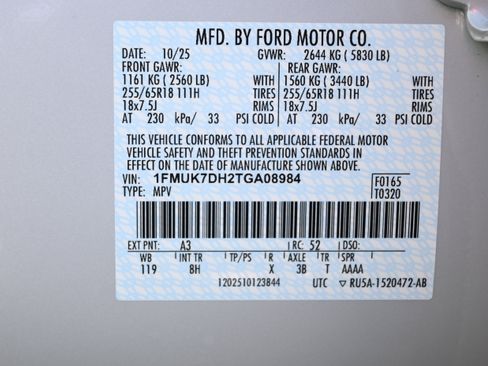 MFD. BY FORD MOTOR CO.
DATE: 10/25 GVWR: 2644 KG ( 5830 LB)
FRONT GAWR: REAR GAWR:
1161 KG ( 2560 LB) WITH 1560 KG ( 3440 LB) WITH
255/65R18 111H TIRES 255/65R18 111H TIRES
18x7.5J RIMS 18x7.5J RIMS
AT 230 kPa/ 33 PSI COLD AT 230 kPa/ 33 PSI COLD
THIS VEHICLE CONFORMS TO ALL APPLICABLE FEDERAL MOTOR
VEHICLE SAFETY AND THEFT PREVENTION STANDARDS IN
EFFECT ON THE DATE OF MANUFACTURE SHOWN ABOVE.
VIN: 1FMUK7DH2TGA08984 F0165
TYPE: MPV T0320
EXT PNT: A3 RC: 52 DSO:
WB INT TR TP/PS R AXLE TR SPR
119 8H X 3B T AAAA
1202510123844 UTC ▽ RU5A-1520472-AB